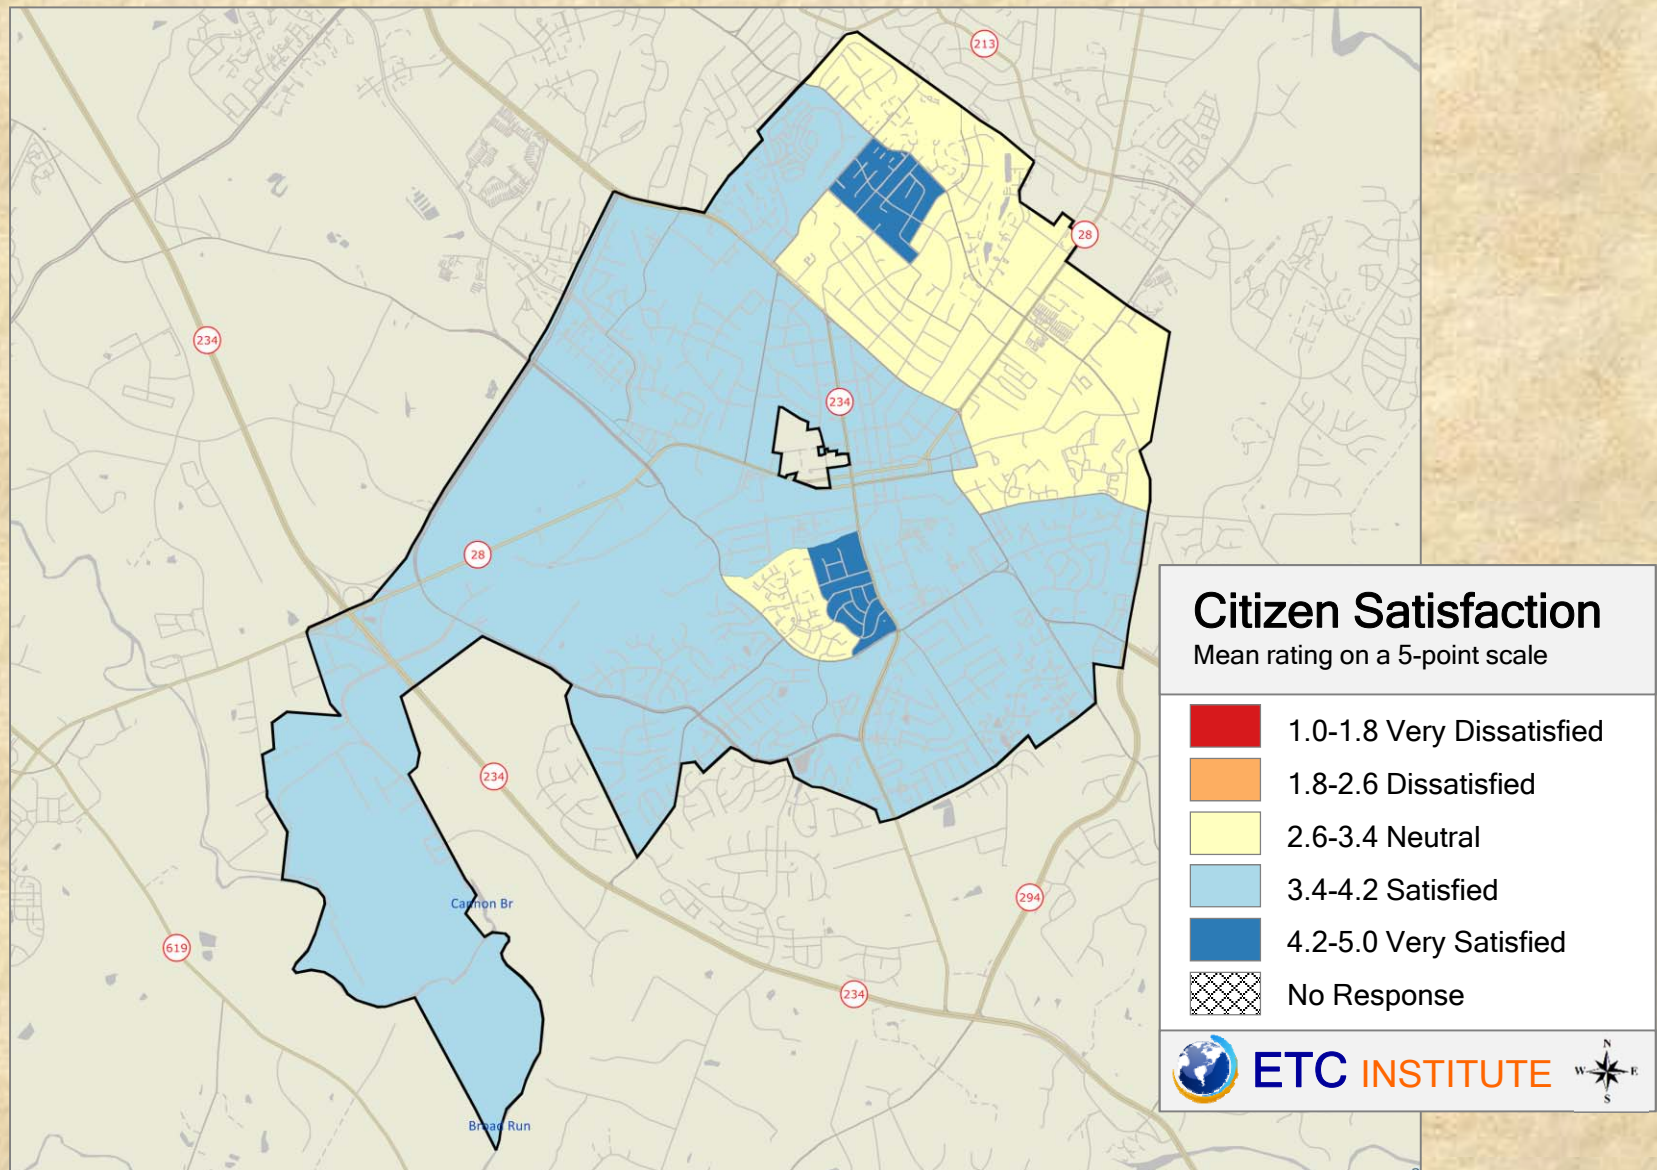 213
28
234
234
28
234
Cannon Br
294
619
234
Broad Run
Citizen Satisfaction
Mean rating on a 5-point scale
1.0-1.8 Very Dissatisfied
1.8-2.6 Dissatisfied
2.6-3.4 Neutral
3.4-4.2 Satisfied
4.2-5.0 Very Satisfied
No Response
ETC INSTITUTE
N
W E
S